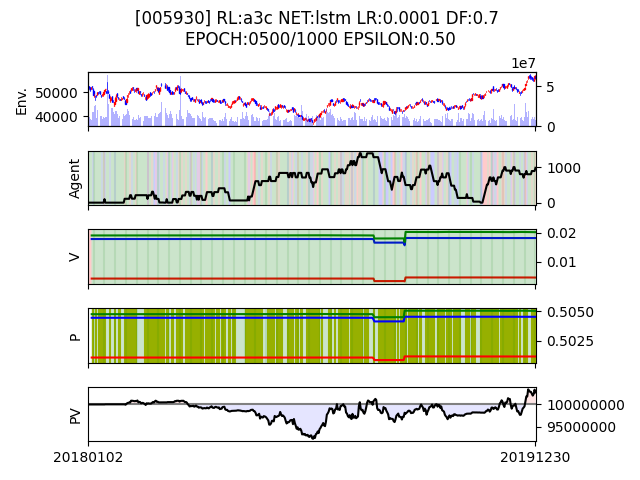 [005930] RL:a3c NET:lstm LR:0.0001 DF:0.7
EPOCH:0500/1000 EPSILON:0.50
1e7
Env.
50000
40000
5
0
Agent
1000
0
V
0.02
0.01
P
0.5050
0.5025
PV
100000000
95000000
20180102
20191230